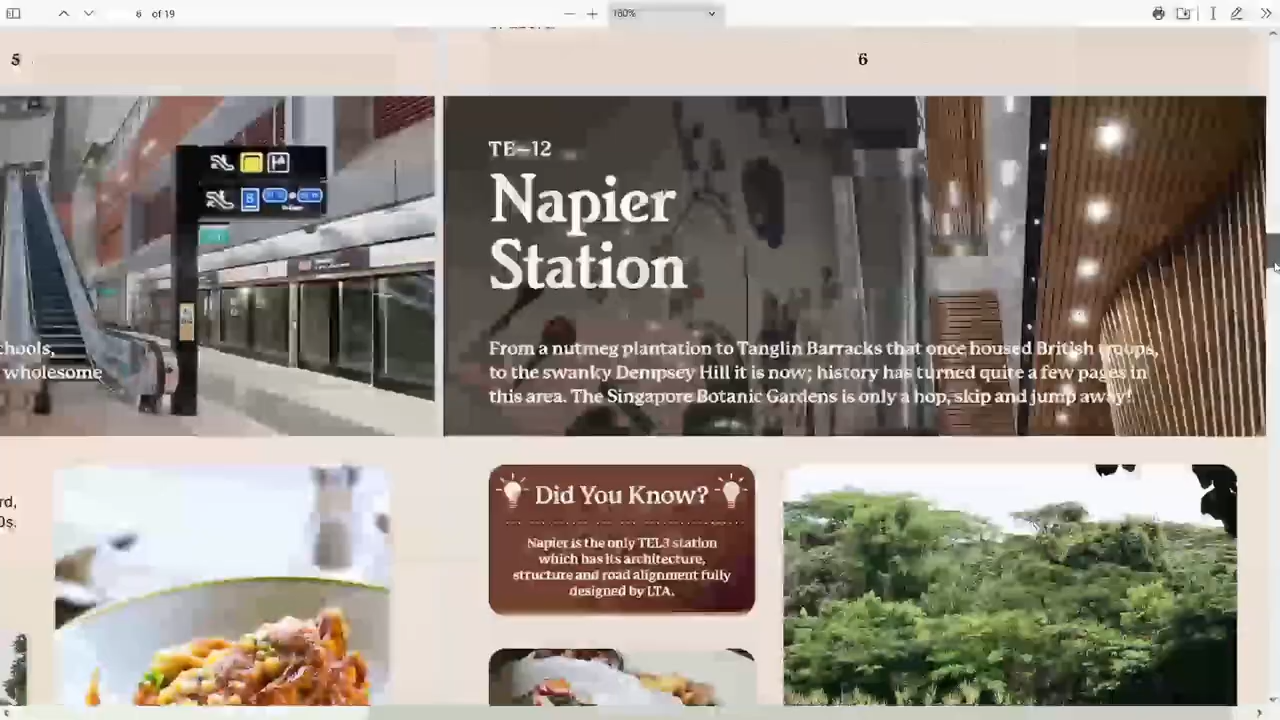 6 of 19
180%
5
6
TE–12
Napier
Station
From a nutmeg plantation to Tanglin Barracks that once housed British troops,
to the swanky Dempsey Hill it is now; history has turned quite a few pages in
this area. The Singapore Botanic Gardens is only a hop, skip and jump away!
chools,
wholesome
rd,
0s.
Did You Know?
Napier is the only TEL3 station
which has its architecture,
structure and road alignment fully
designed by LTA.